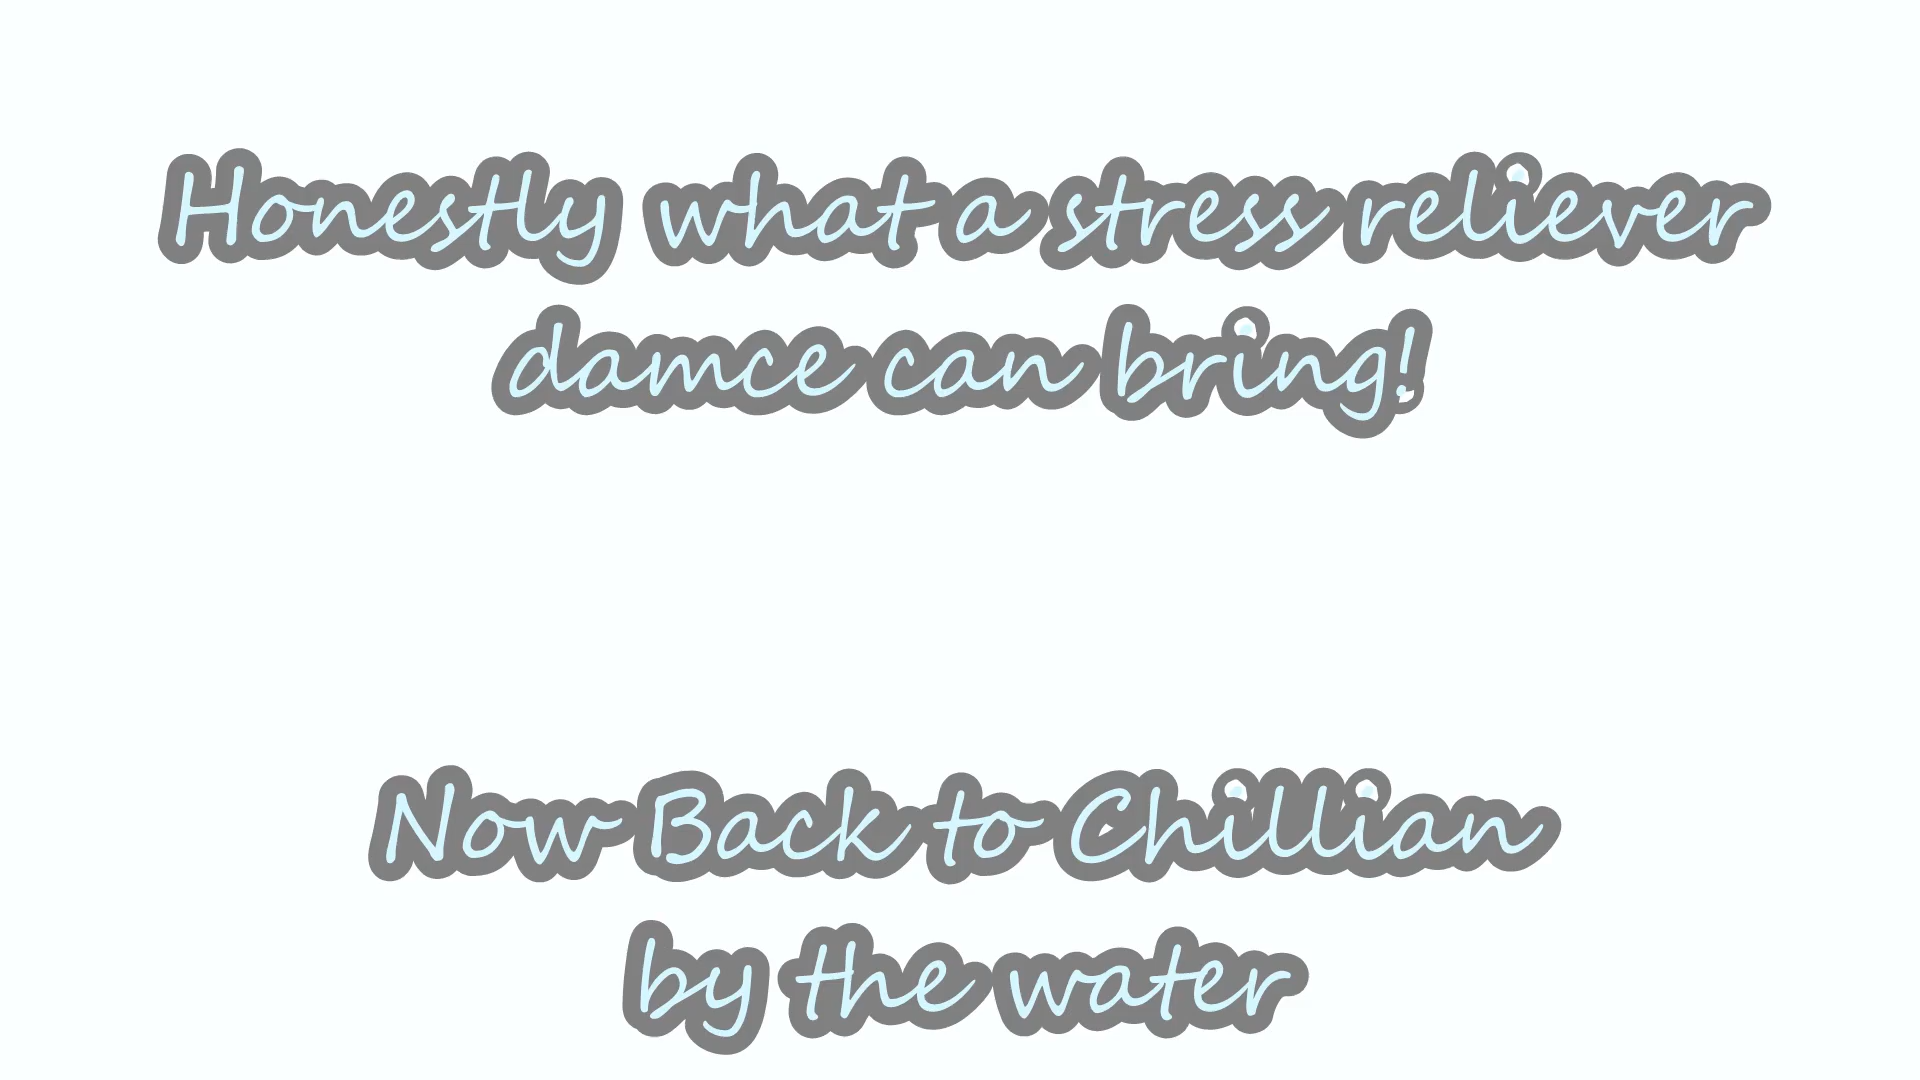 Honestly what a stress reliever
damce can bring!
Now Back to Chillian
by the water